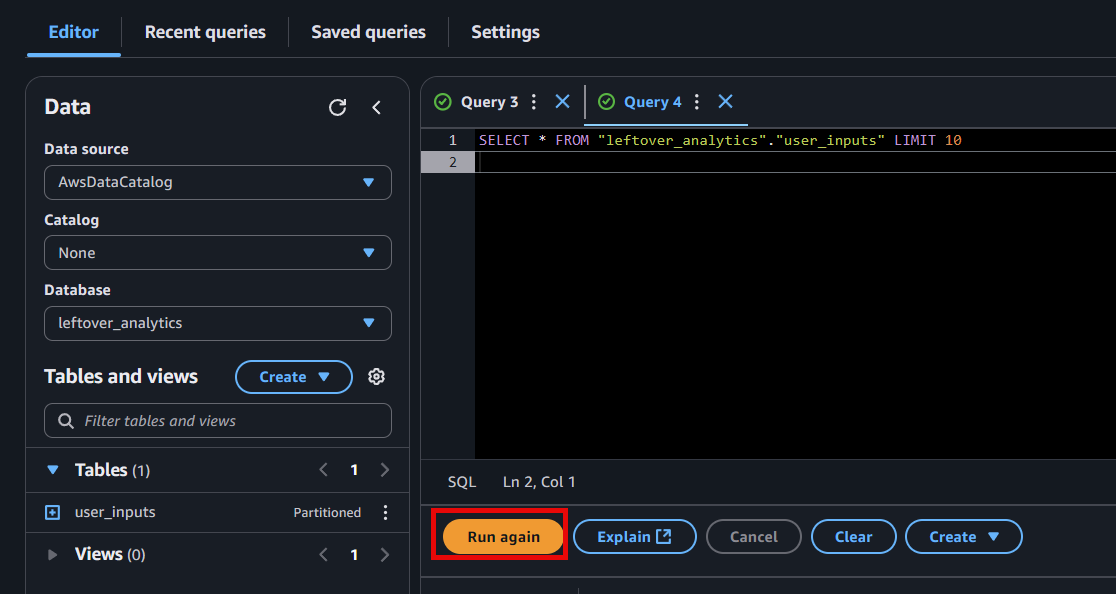 Editor Recent queries Saved queries Settings
Data
Data source
AwsDataCatalog
Catalog
None
Database
leftover_analytics
Tables and views Create
Filter tables and views
Tables (1) 1
user_inputs Partitioned
Views (0) 1
Query 3 Query 4
1 SELECT * FROM "leftover_analytics"."user_inputs" LIMIT 10
2
SQL Ln 2, Col 1
Run again Explain Cancel Clear Create